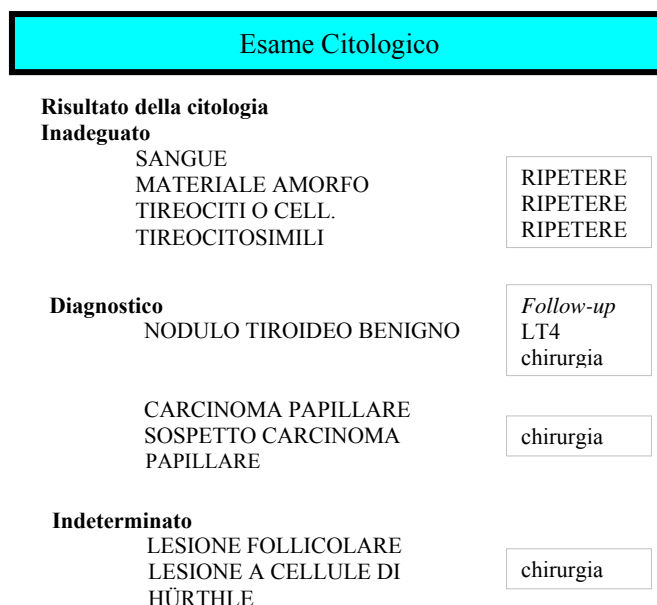 Esame Citologico
Risultato della citologia
Inadeguato
SANGUE
MATERIALE AMORFO
TIREOCITI O CELL.
TIREOCITOSIMILI
RIPETERE
RIPETERE
RIPETERE
Diagnostico
NODULO TIROIDEO BENIGNO
Follow-up
LT4
chirurgia
CARCINOMA PAPILLARE
SOSPETTO CARCINOMA
PAPILLARE
chirurgia
Indeterminato
LESIONE FOLLICOLARE
LESIONE A CELLULE DI
HÜRTHLE
chirurgia